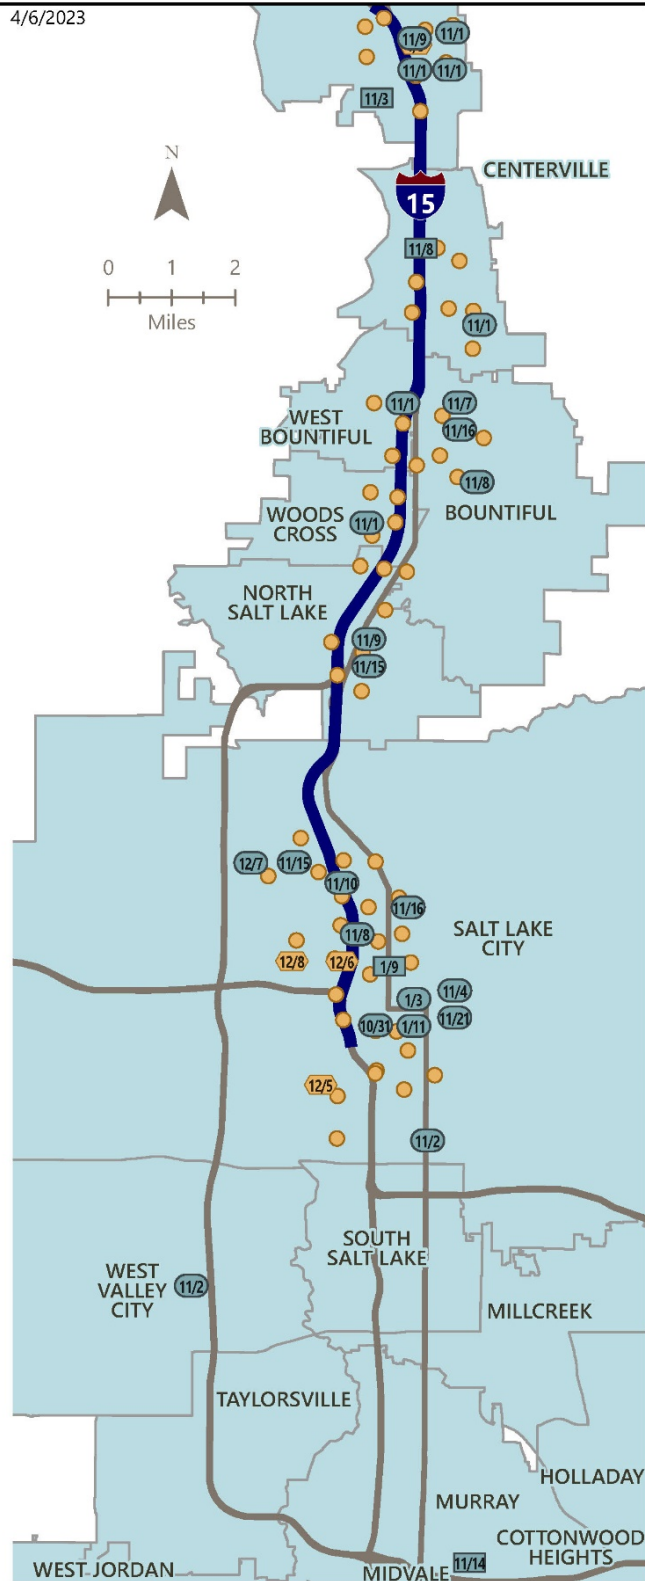 4/6/2023
11/9
11/1
11/1
11/1
11/3
N
CENTERVILLE
15
11/8
0 1 2
Miles
11/1
11/1
11/7
WEST
BOUNTIFUL
11/16
11/8
WOODS
CROSS
11/1
BOUNTIFUL
NORTH
SALT LAKE
11/9
11/15
12/7
11/15
11/10
11/16
11/8
SALT LAKE
CITY
12/8
12/6
1/9
1/3
11/4
10/31
1/11
11/21
12/5
11/2
SOUTH
SALT LAKE
WEST
VALLEY
CITY
11/2
MILLCREEK
TAYLORSVILLE
HOLLADAY
MURRAY
COTTONWOOD
HEIGHTS
WEST JORDAN
MIDVALE
11/14